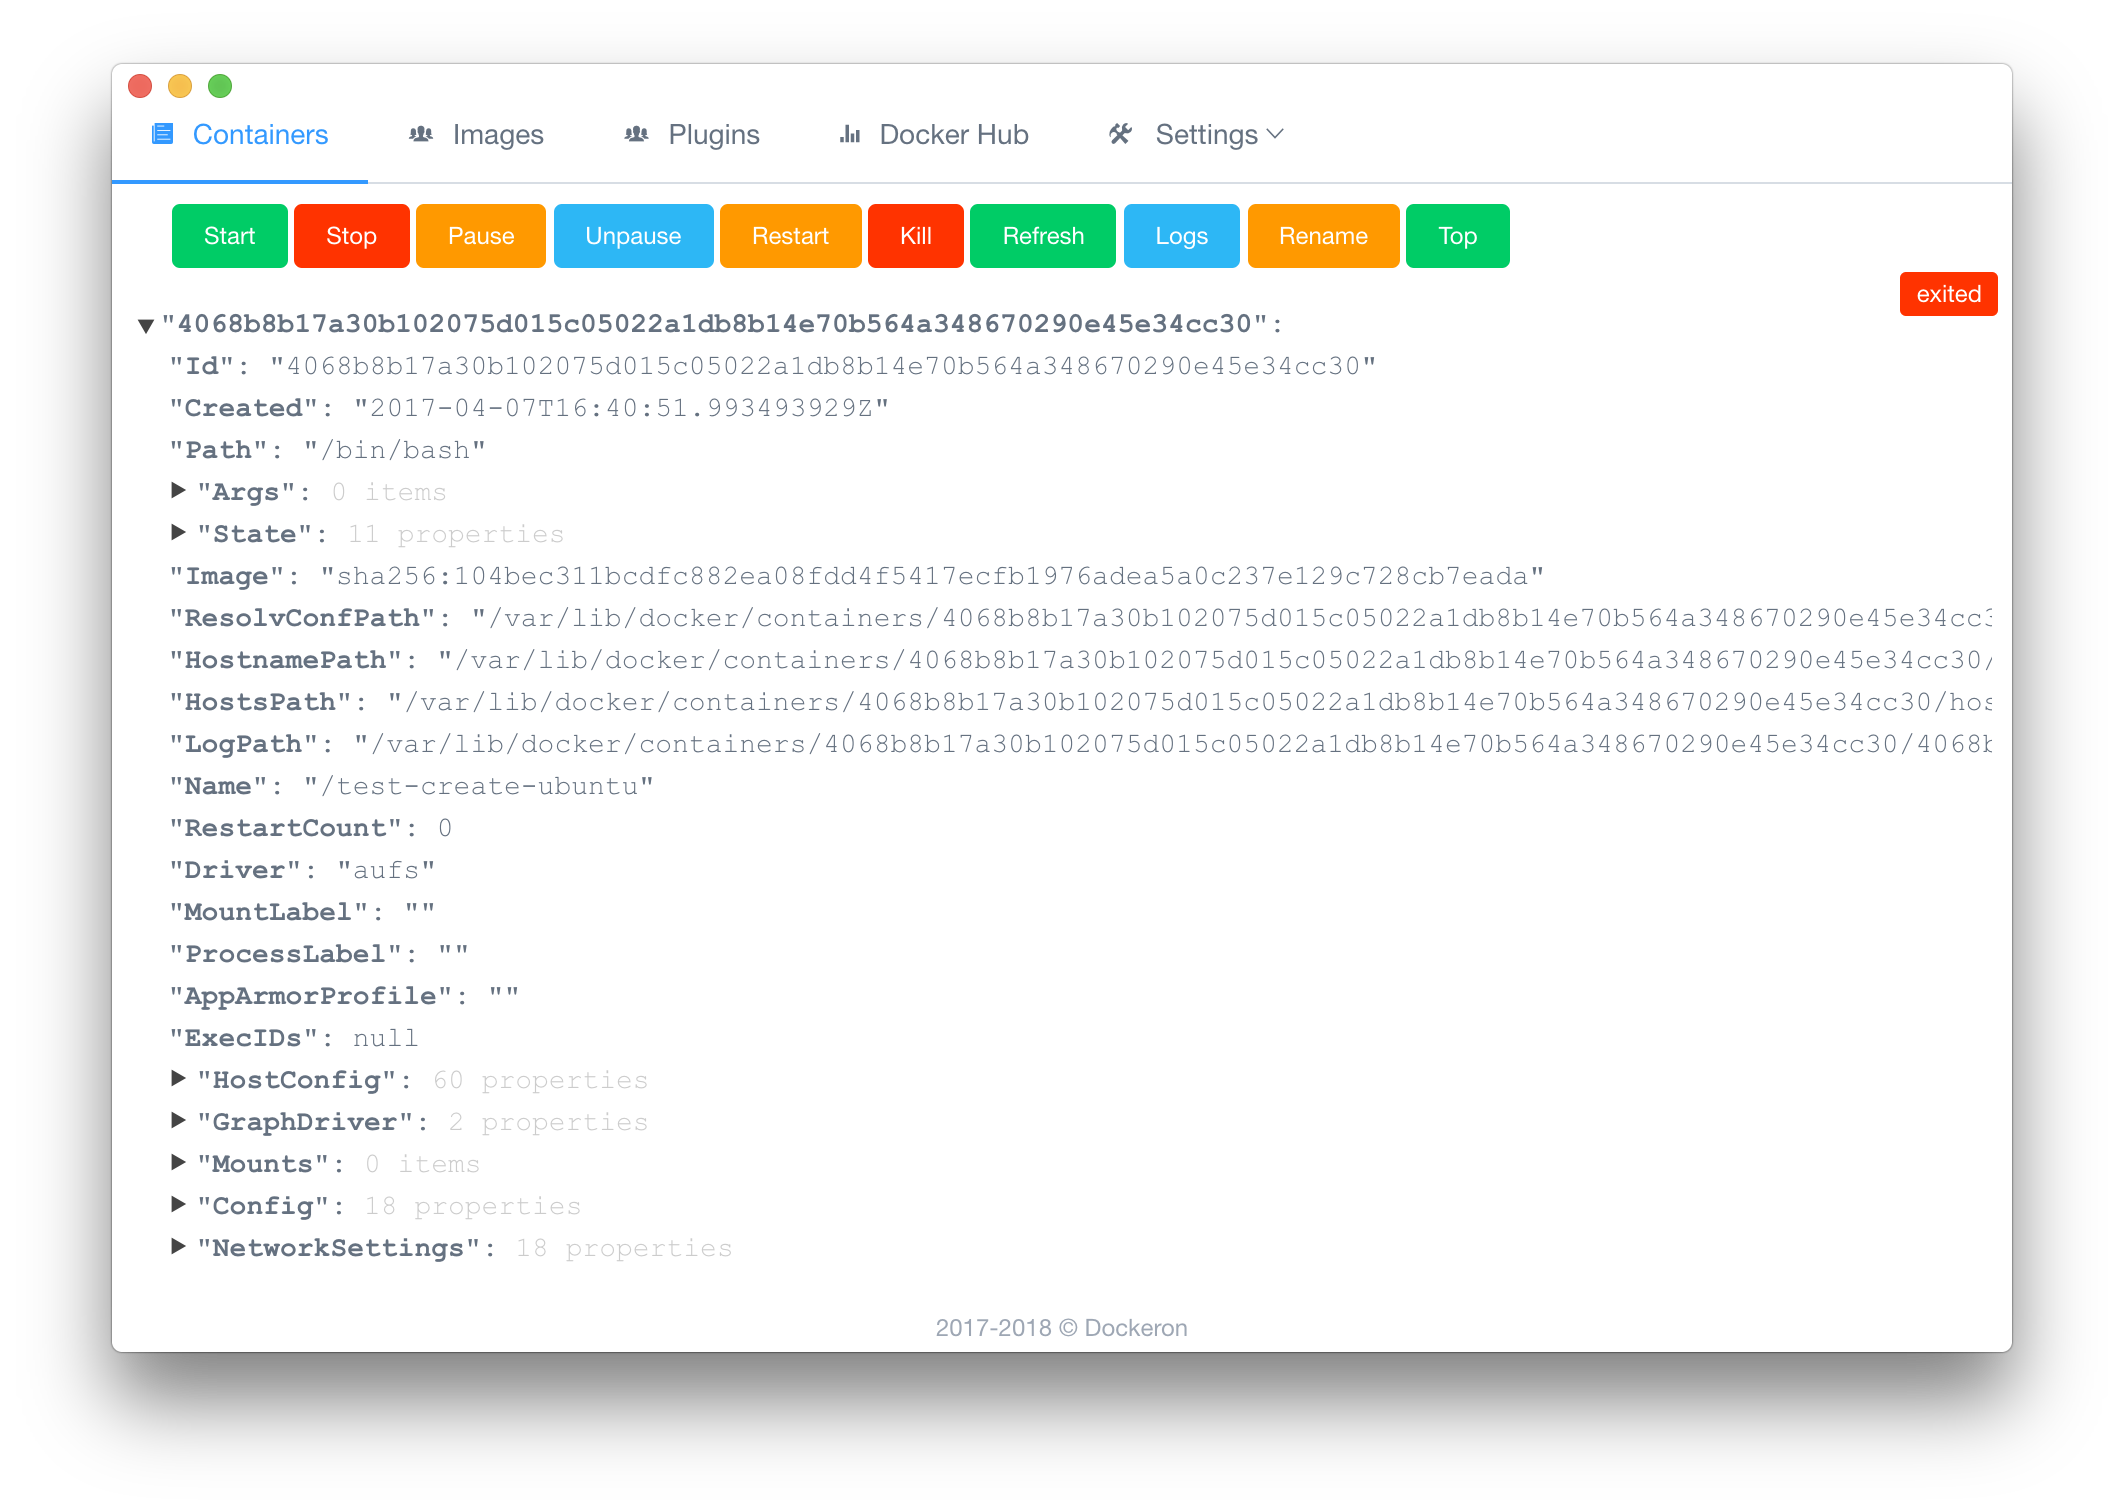 Containers Images Plugins Docker Hub Settings
Start Stop Pause Unpause Restart Kill Refresh Logs Rename Top
exited
"4068b8b17a30b102075d015c05022a1db8b14e70b564a348670290e45e34cc30":
"Id": "4068b8b17a30b102075d015c05022a1db8b14e70b564a348670290e45e34cc30"
"Created": "2017-04-07T16:40:51.993493929Z"
"Path": "/bin/bash"
"Args": 0 items
"State": 11 properties
"Image": "sha256:104bec311bcdfc882ea08fdd4f5417ecfb1976adea5a0c237e129c728cb7eada"
"ResolvConfPath": "/var/lib/docker/containers/4068b8b17a30b102075d015c05022a1db8b14e70b564a348670290e45e34cc3
"HostnamePath": "/var/lib/docker/containers/4068b8b17a30b102075d015c05022a1db8b14e70b564a348670290e45e34cc30/
"HostsPath": "/var/lib/docker/containers/4068b8b17a30b102075d015c05022a1db8b14e70b564a348670290e45e34cc30/hos
"LogPath": "/var/lib/docker/containers/4068b8b17a30b102075d015c05022a1db8b14e70b564a348670290e45e34cc30/4068b
"Name": "/test-create-ubuntu"
"RestartCount": 0
"Driver": "aufs"
"MountLabel": ""
"ProcessLabel": ""
"AppArmorProfile": ""
"ExecIDs": null
"HostConfig": 60 properties
"GraphDriver": 2 properties
"Mounts": 0 items
"Config": 18 properties
"NetworkSettings": 18 properties
2017-2018 © Dockeron